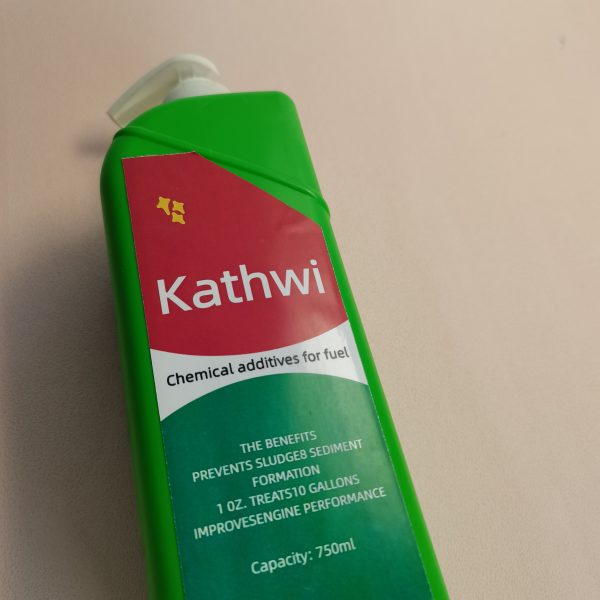 Kathwi
Chemical additives for fuel
THE BENEFITS
PREVENTS SLUDGE8 SEDIMENT
FORMATION
1 OZ. TREATS10 GALLONS
IMPROVESENGINE PERFORMANCE
Capacity: 750ml